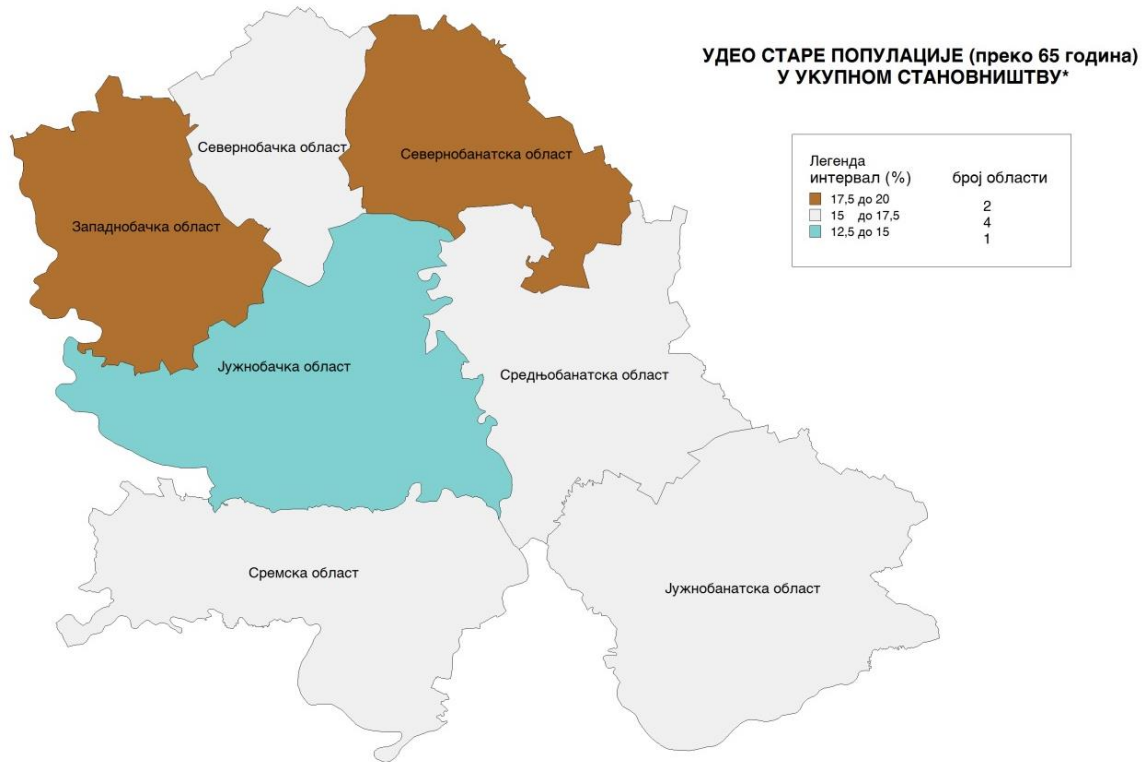 УДЕО СТАРЕ ПОПУЛАЦИЈЕ (преко 65 година)
У УКУПНОМ СТАНОВНИШТВУ*
Легенда
интервал (%) број области
17,5 до 20 2
15 до 17,5 4
12,5 до 15 1
Севернобачка област
Севернобанатска област
Западнобачка област
Јужнобачка област
Средњобанатска област
Сремска област
Јужнобанатска област